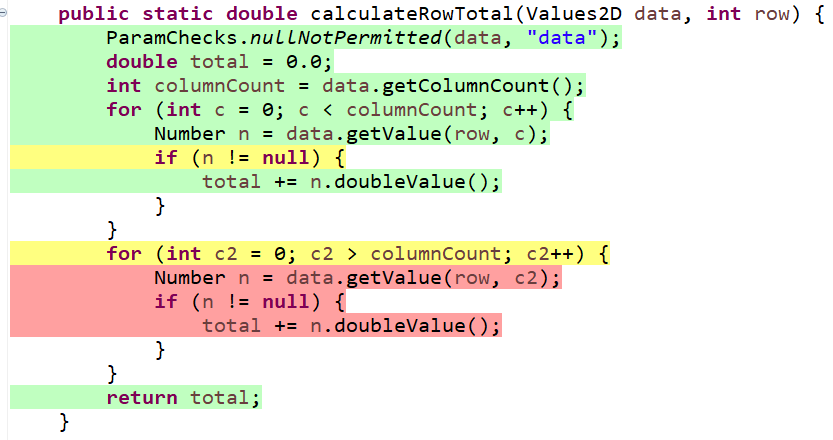 public static double calculateRowTotal(Values2D data, int row) {
ParamChecks.nullNotPermitted(data, "data");
double total = 0.0;
int columnCount = data.getColumnCount();
for (int c = 0; c < columnCount; c++) {
Number n = data.getValue(row, c);
if (n != null) {
total += n.doubleValue();
}
}
for (int c2 = 0; c2 > columnCount; c2++) {
Number n = data.getValue(row, c2);
if (n != null) {
total += n.doubleValue();
}
}
return total;
}